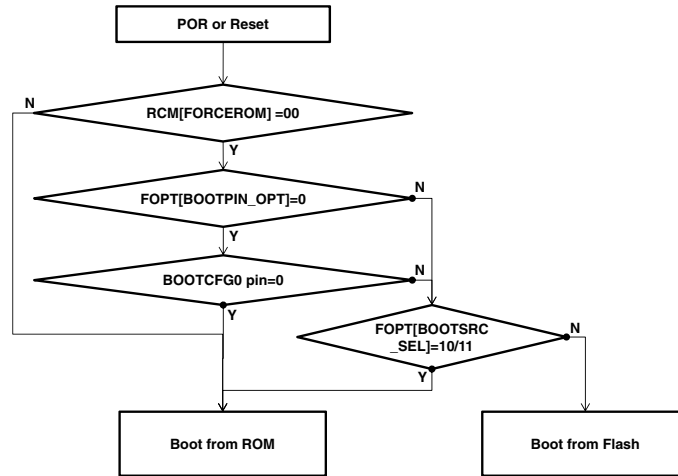 POR or Reset
N
RCM[FORCEROM] =00
Y
N
FOPT[BOOTPIN_OPT]=0
Y
N
BOOTCFG0 pin=0
Y
FOPT[BOOTSRC
_SEL]=10/11
N
Y
Boot from ROM
Boot from Flash